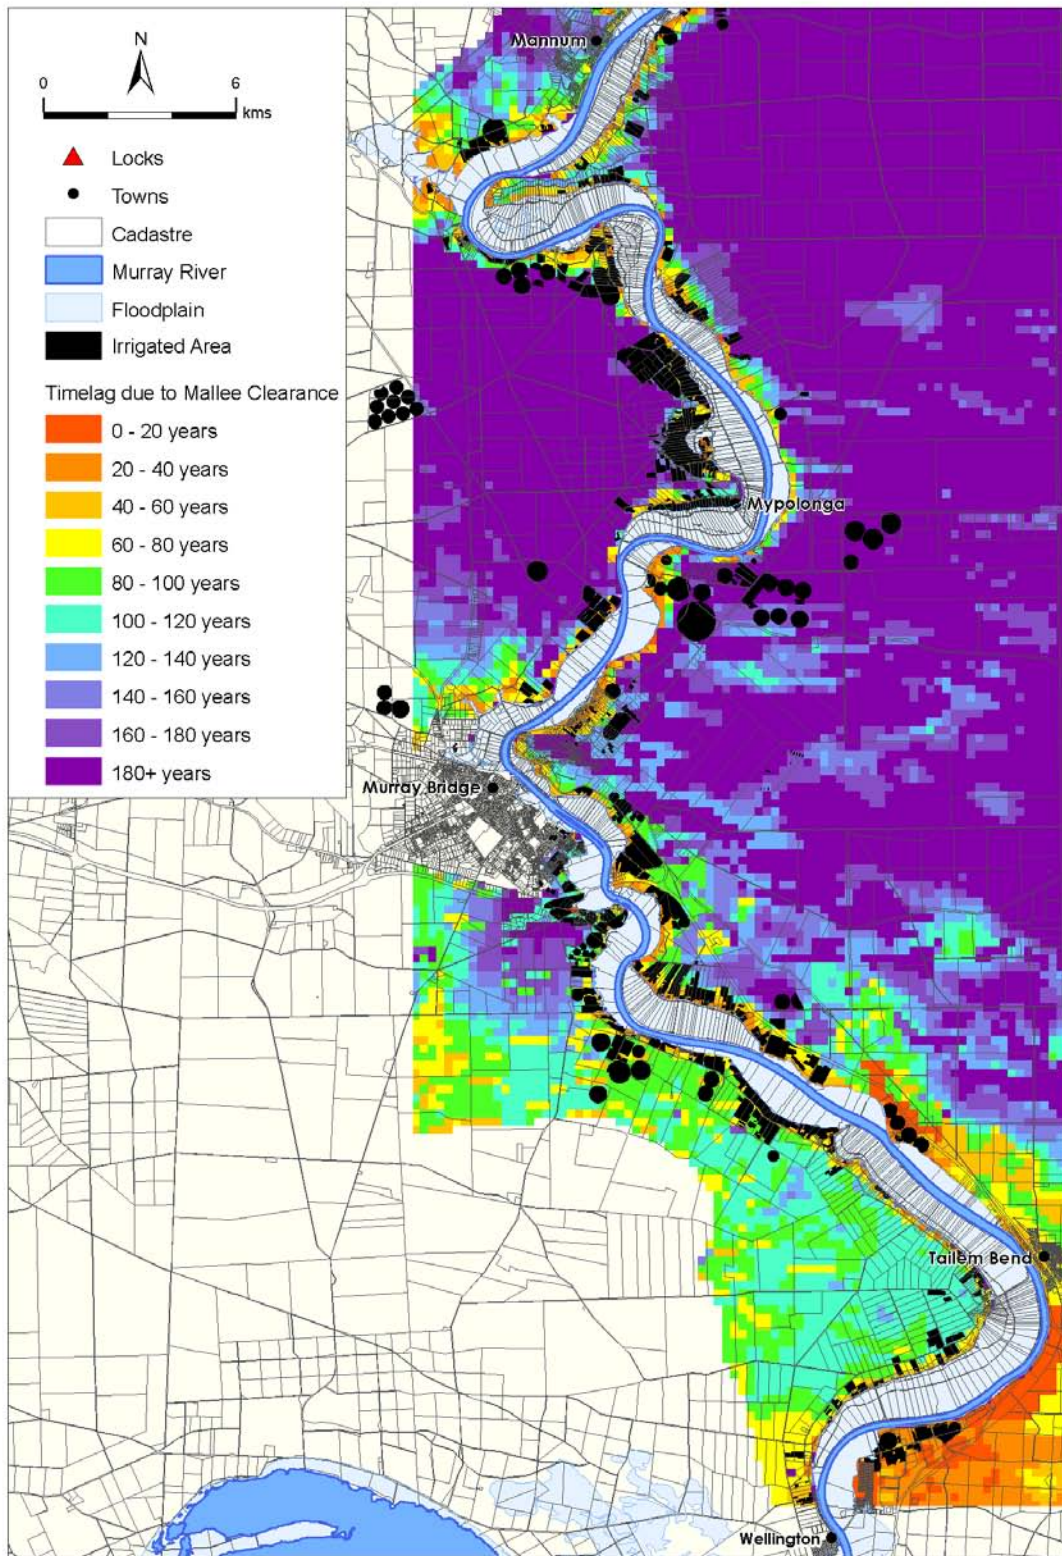 N
0 6
kms
Locks
Towns
Cadastre
Murray River
Floodplain
Irrigated Area
Timelag due to Mallee Clearance
0 - 20 years
20 - 40 years
40 - 60 years
60 - 80 years
80 - 100 years
100 - 120 years
120 - 140 years
140 - 160 years
160 - 180 years
180+ years
Mannum
Mypolonga
Murray Bridge
Tailem Bend
Wellington